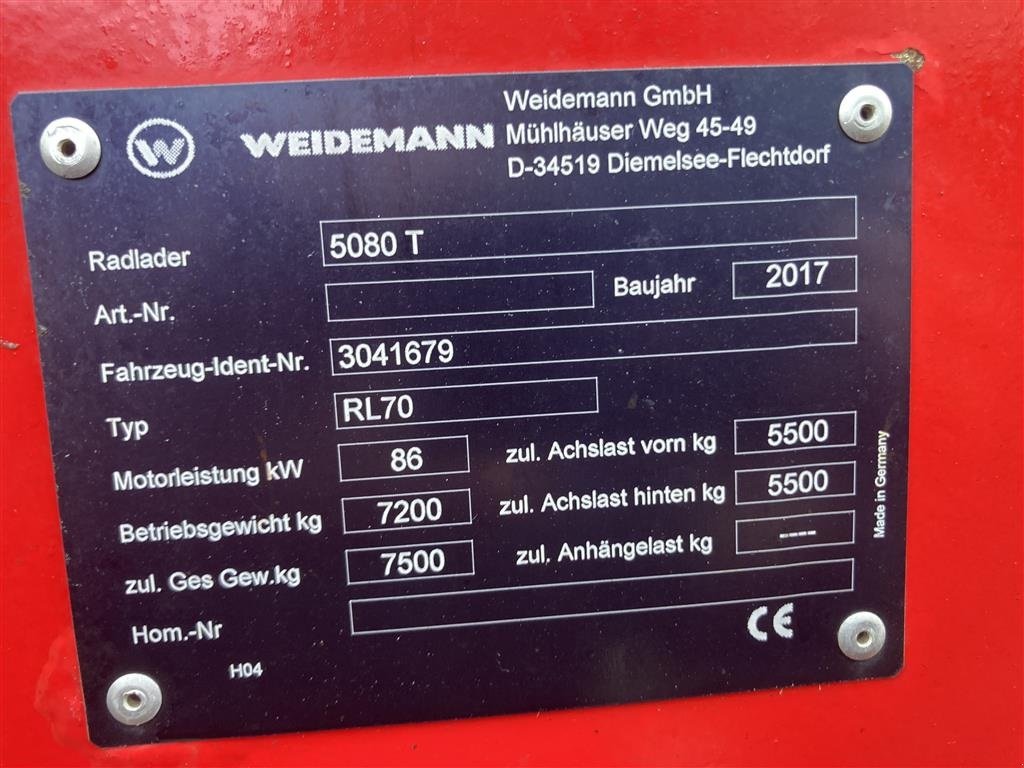 W WEIDEMANN
Weidemann GmbH
Mühlhäuser Weg 45-49
D-34519 Diemelsee-Flechtdorf
Radlader 5080 T
Art.-Nr. Baujahr 2017
Fahrzeug-Ident-Nr. 3041679
Typ RL70
Motorleistung kW 86 zul. Achslast vorn kg 5500
Betriebsgewicht kg 7200 zul. Achslast hinten kg 5500
zul. Ges Gew.kg 7500 zul. Anhängelast kg ----
Hom.-Nr
CE
H04
Made in Germany